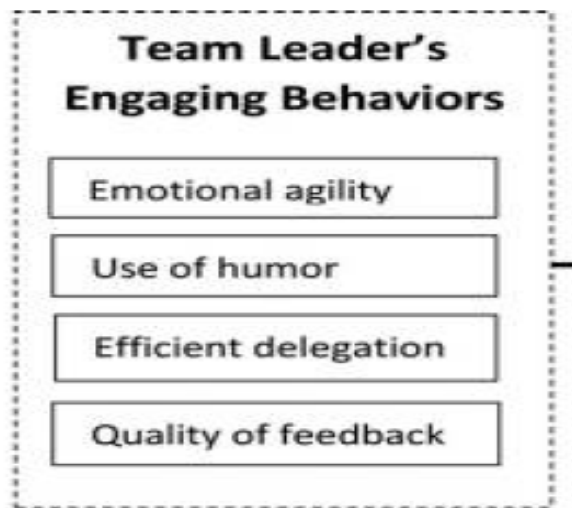 Team Leader’s
Engaging Behaviors
Emotional agility
Use of humor
Efficient delegation
Quality of feedback